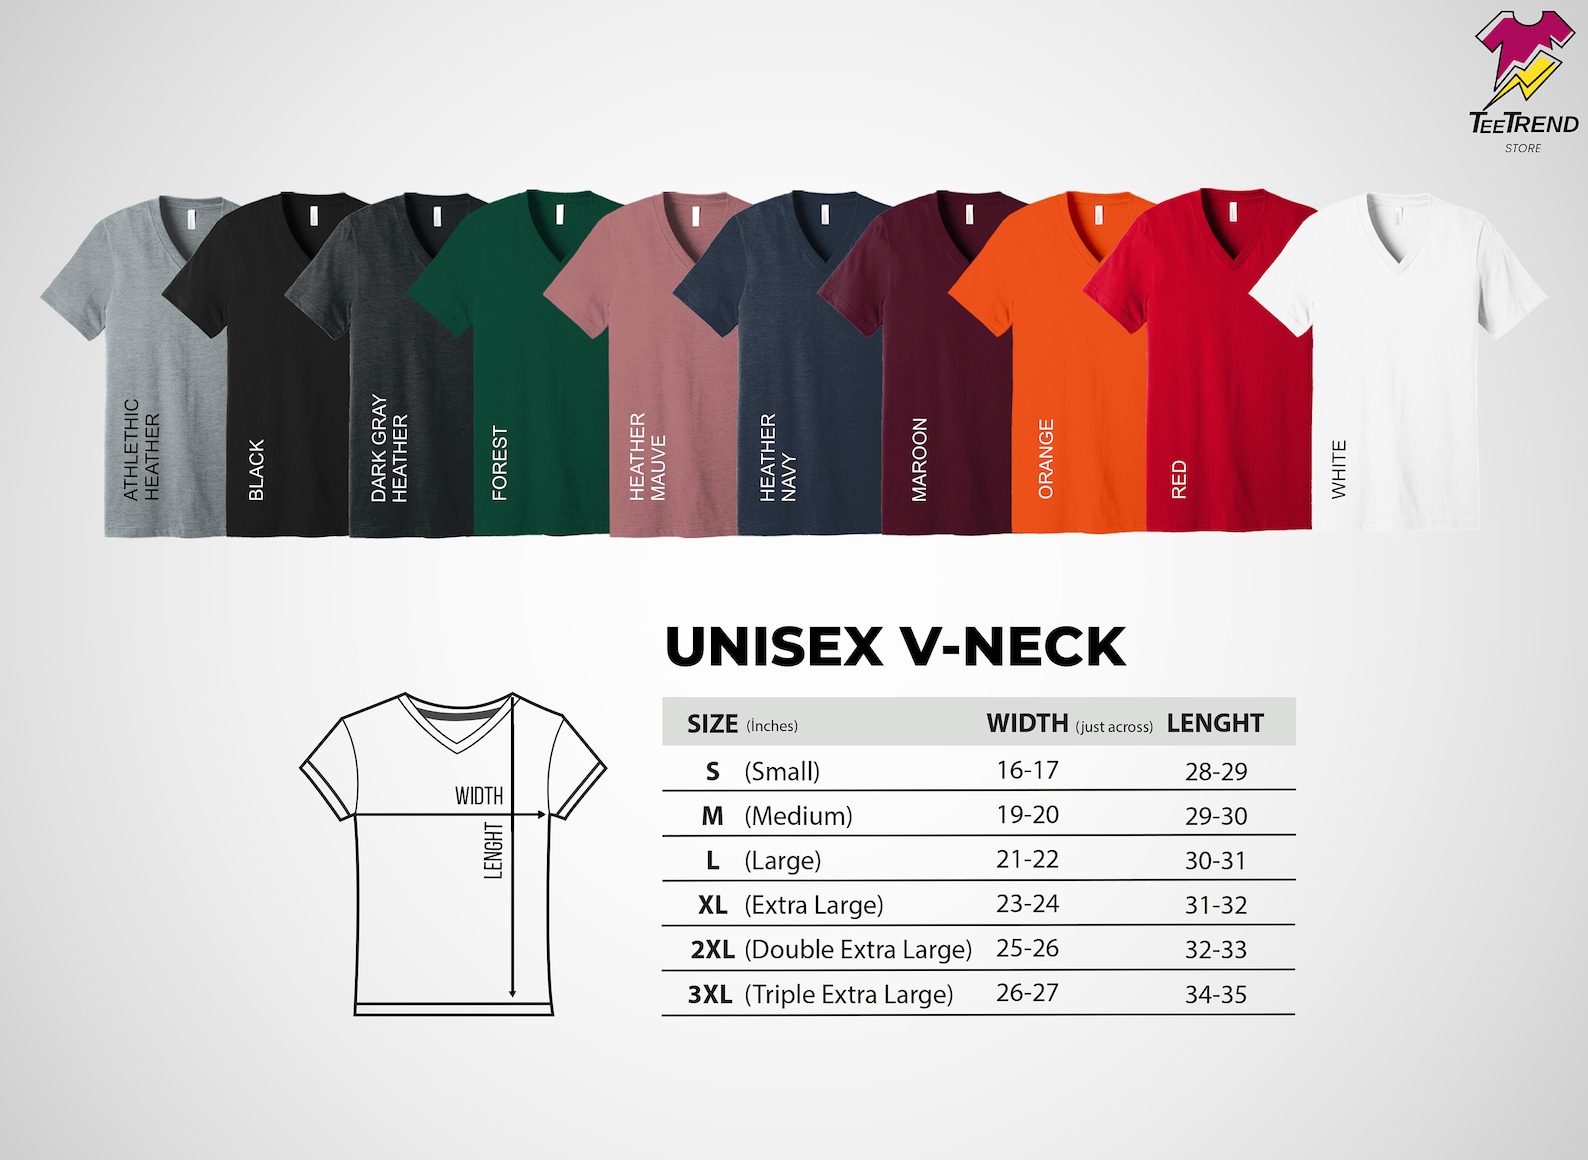 TEETREND
STORE
ATHLETHIC
HEATHER
BLACK
DARK GRAY
HEATHER
FOREST
HEATHER
MAUVE
HEATHER
NAVY
MAROON
ORANGE
RED
WHITE
UNISEX V-NECK
SIZE (İnches) WIDTH (just across) LENGHT
S (Small) 16-17 28-29
M (Medium) 19-20 29-30
L (Large) 21-22 30-31
XL (Extra Large) 23-24 31-32
2XL (Double Extra Large) 25-26 32-33
3XL (Triple Extra Large) 26-27 34-35
WIDTH
LENGHT